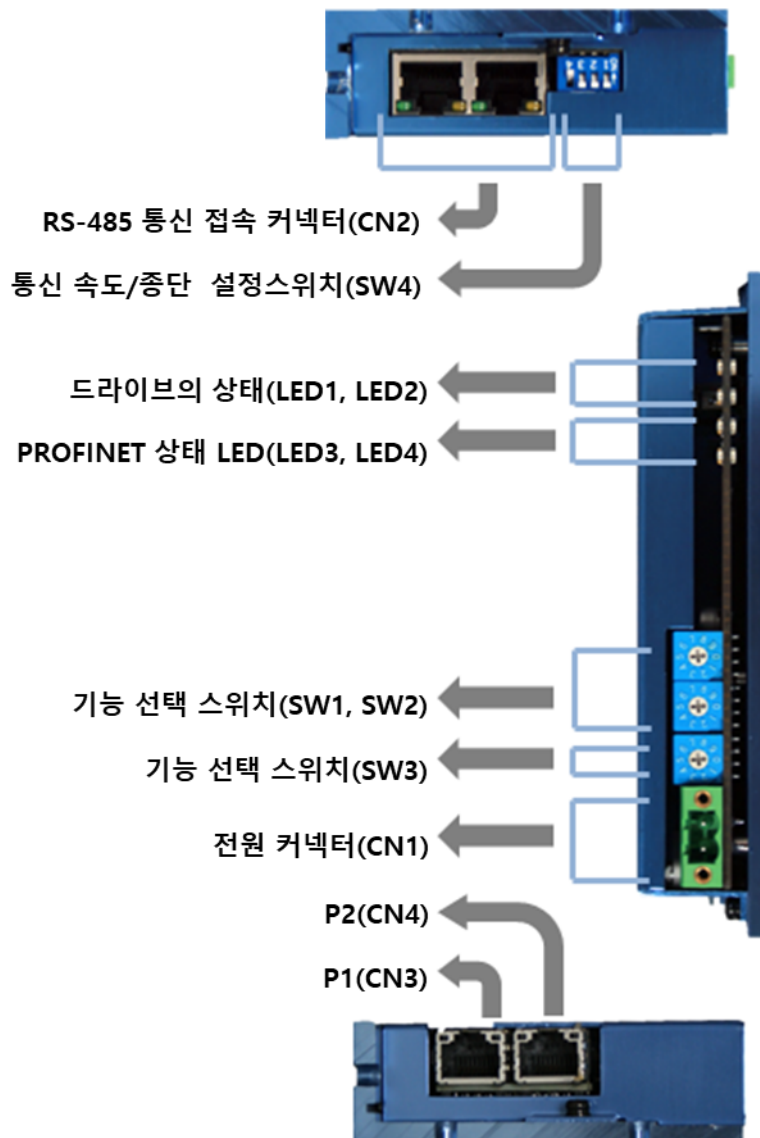 RS-485 통신 접속 커넥터(CN2)
통신 속도/종단 설정스위치(SW4)
드라이브의 상태(LED1, LED2)
PROFINET 상태 LED(LED3, LED4)
기능 선택 스위치(SW1, SW2)
기능 선택 스위치(SW3)
전원 커넥터(CN1)
P2(CN4)
P1(CN3)